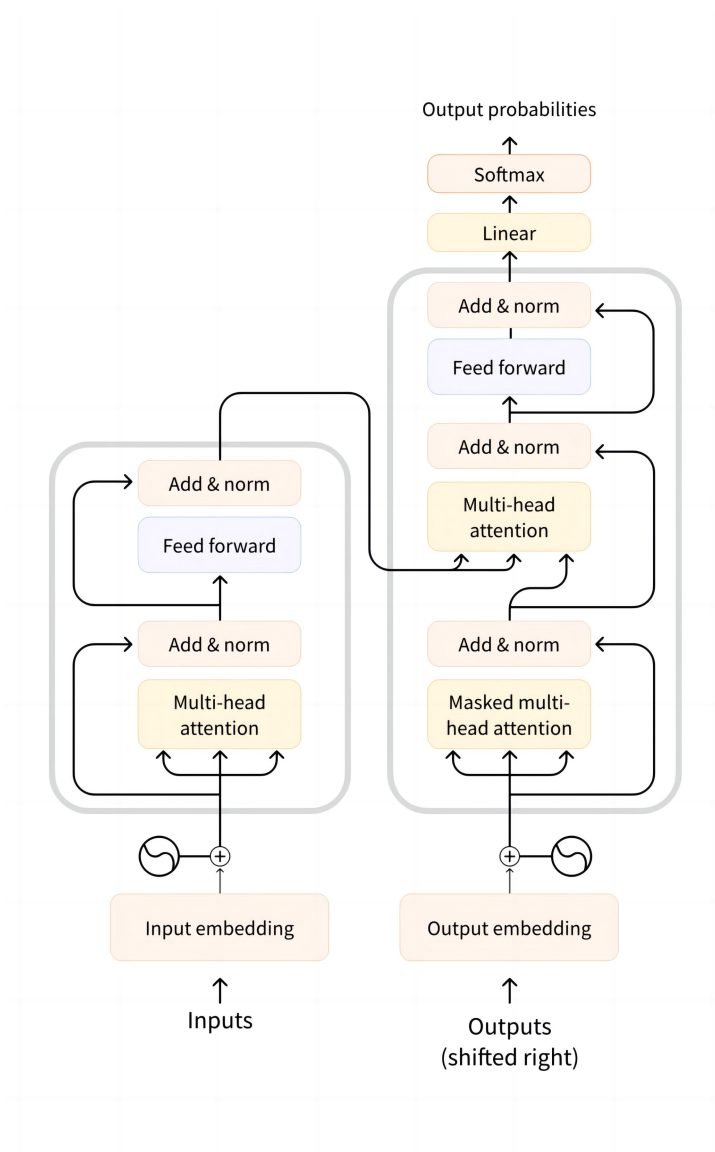 Output probabilities
Softmax
Linear
Add & norm
Feed forward
Add & norm
Multi-head
attention
Add & norm
Masked multi-
head attention
Add & norm
Feed forward
Add & norm
Multi-head
attention
Input embedding
Output embedding
Inputs
Outputs
(shifted right)